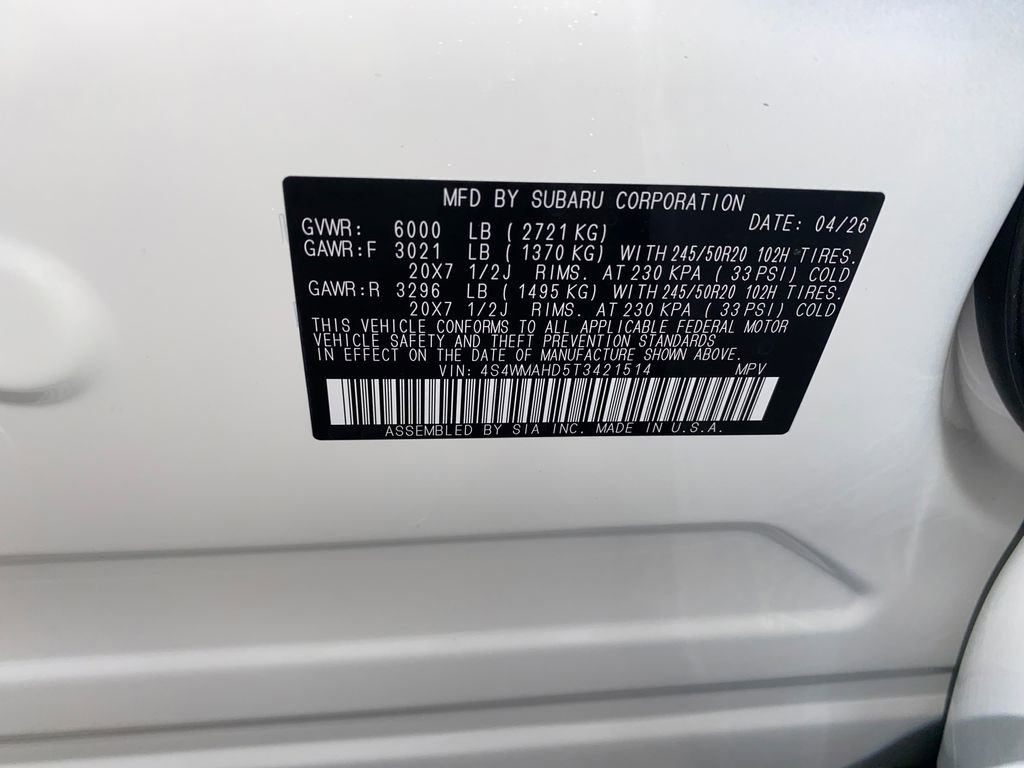 MFD BY SUBARU CORPORATION
GVWR: 6000 LB ( 2721 KG) DATE: 04/26
GAWR:F 3021 LB ( 1370 KG) WITH 245/50R20 102H TIRES.
20X7 1/2J RIMS. AT 230 KPA ( 33 PSI) COLD
GAWR:R 3296 LB ( 1495 KG) WITH 245/50R20 102H TIRES.
20X7 1/2J RIMS. AT 230 KPA ( 33 PSI) COLD
THIS VEHICLE CONFORMS TO ALL APPLICABLE FEDERAL MOTOR
VEHICLE SAFETY AND THEFT PREVENTION STANDARDS
IN EFFECT ON THE DATE OF MANUFACTURE SHOWN ABOVE.
VIN: 4S4WMAHD5T3421514 MPV
ASSEMBLED BY SIA INC. MADE IN U.S.A.